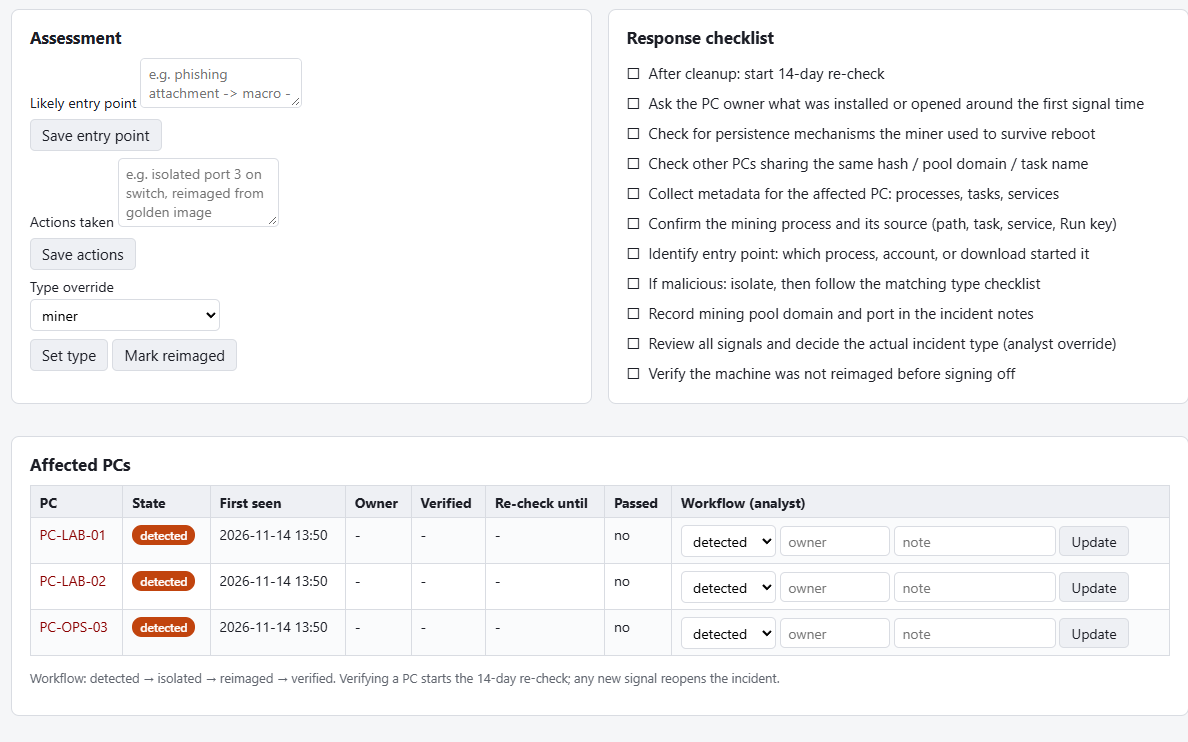 Assessment
Likely entry point
e.g. phishing
attachment -> macro -
Save entry point
Actions taken
e.g. isolated port 3 on
switch, reimaged from
golden image
Save actions
Type override
miner
Set type Mark reimaged
Response checklist
After cleanup: start 14-day re-check
Ask the PC owner what was installed or opened around the first signal time
Check for persistence mechanisms the miner used to survive reboot
Check other PCs sharing the same hash / pool domain / task name
Collect metadata for the affected PC: processes, tasks, services
Confirm the mining process and its source (path, task, service, Run key)
Identify entry point: which process, account, or download started it
If malicious: isolate, then follow the matching type checklist
Record mining pool domain and port in the incident notes
Review all signals and decide the actual incident type (analyst override)
Verify the machine was not reimaged before signing off
Affected PCs
PC State First seen Owner Verified Re-check until Passed Workflow (analyst)
PC-LAB-01 detected 2026-11-14 13:50 - - - no detected owner note Update
PC-LAB-02 detected 2026-11-14 13:50 - - - no detected owner note Update
PC-OPS-03 detected 2026-11-14 13:50 - - - no detected owner note Update
Workflow: detected → isolated → reimaged → verified. Verifying a PC starts the 14-day re-check; any new signal reopens the incident.